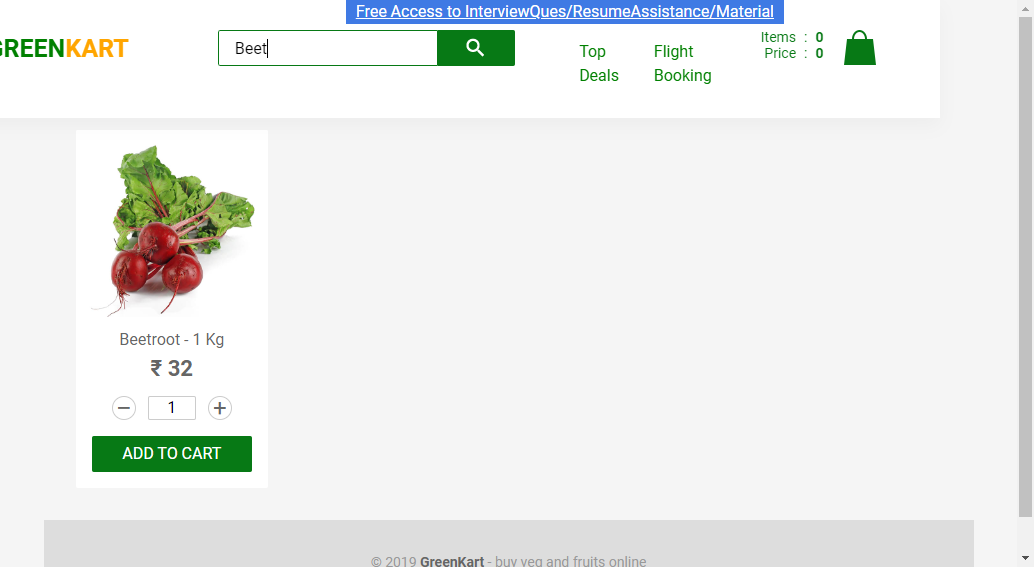 Free Access to InterviewQues/ResumeAssistance/Material
GREENKART
Beet
Top Deals
Flight Booking
Items : 0
Price : 0
Beetroot - 1 Kg
₹ 32
1
ADD TO CART
© 2019 GreenKart - buy veg and fruits online